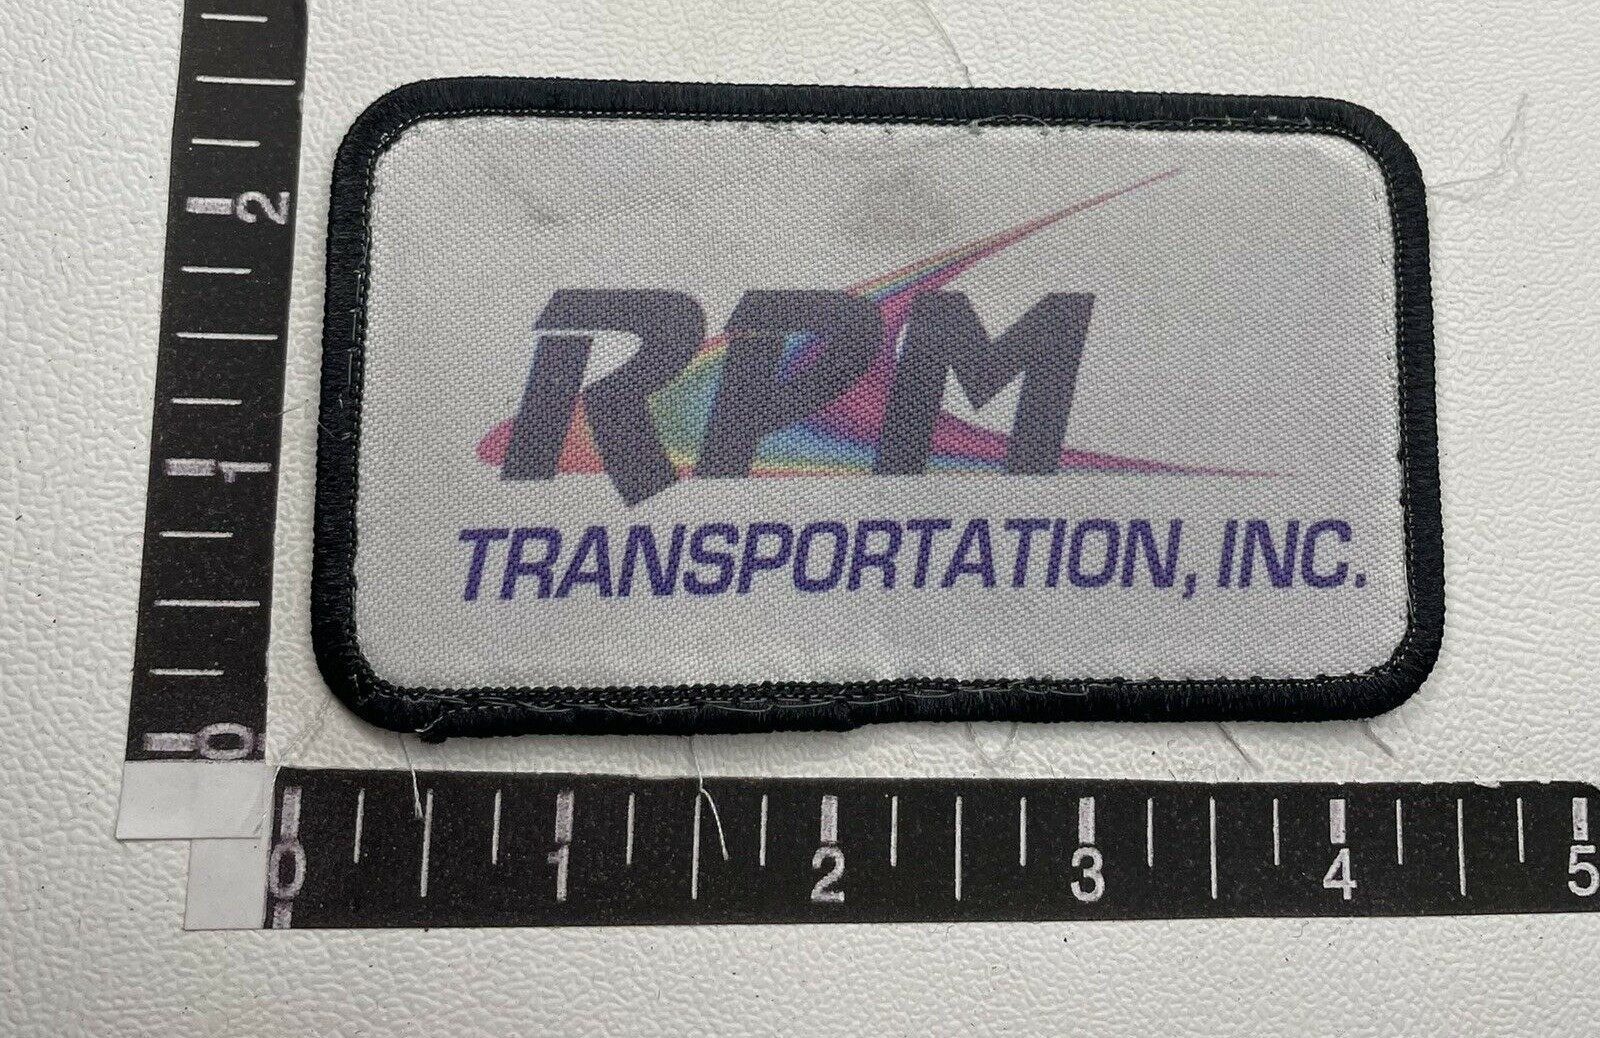 RPM
TRANSPORTATION, INC.
2
1
0
0 1 2 3 4 5